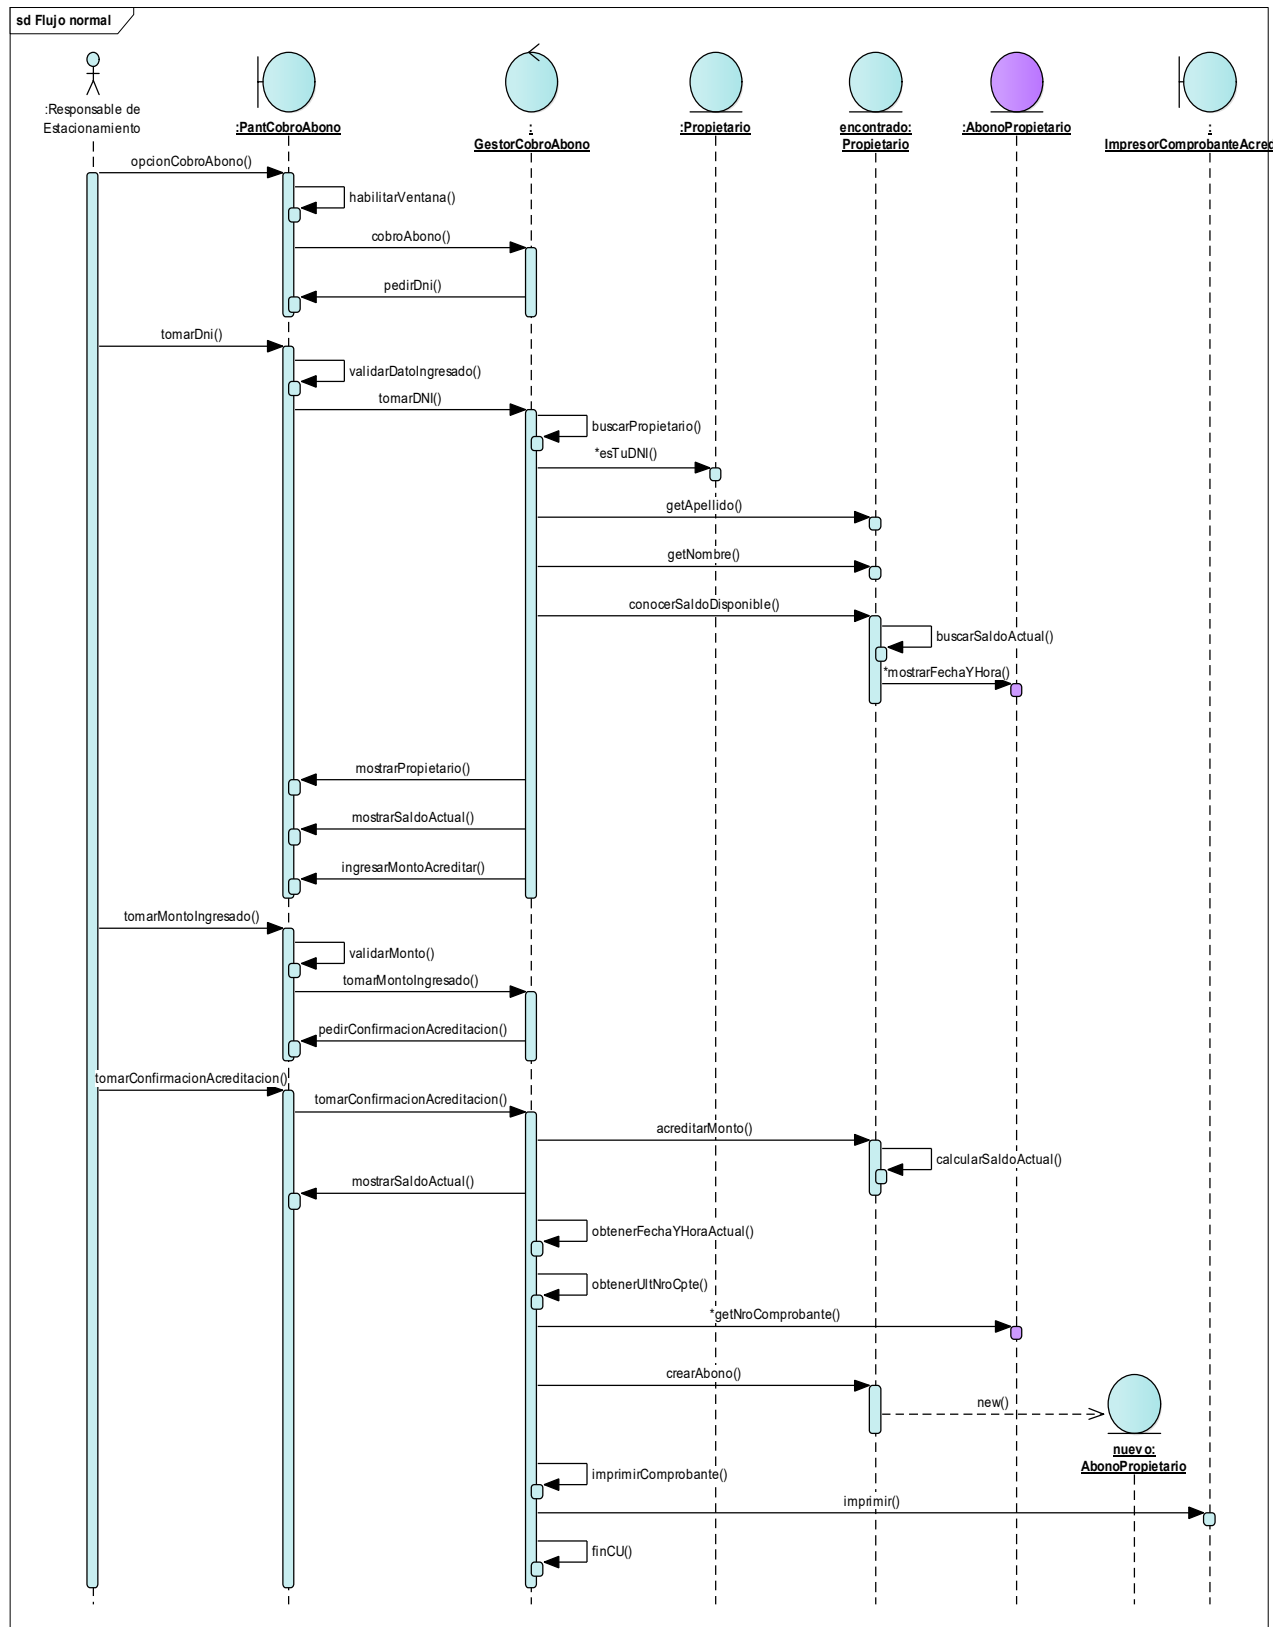 sd Flujo normal
:Responsable de
Estacionamiento
:PantCobroAbono
:
GestorCobroAbono
:Propietario
encontrado:
Propietario
:AbonoPropietario
:
ImpresorComprobanteAcred
opcionCobroAbono()
habilitarVentana()
cobroAbono()
pedirDni()
tomarDni()
validarDatoIngresado()
tomarDNI()
buscarPropietario()
*esTuDNI()
getApellido()
getNombre()
conocerSaldoDisponible()
buscarSaldoActual()
*mostrarFechaYHora()
mostrarPropietario()
mostrarSaldoActual()
ingresarMontoAcreditar()
tomarMontoIngresado()
validarMonto()
tomarMontoIngresado()
pedirConfirmacionAcreditacion()
tomarConfirmacionAcreditacion()
tomarConfirmacionAcreditacion()
acreditarMonto()
calcularSaldoActual()
mostrarSaldoActual()
obtenerFechaYHoraActual()
obtenerUltNroCpte()
*getNroComprobante()
crearAbono()
new()
nuevo:
AbonoPropietario
imprimirComprobante()
imprimir()
finCU()